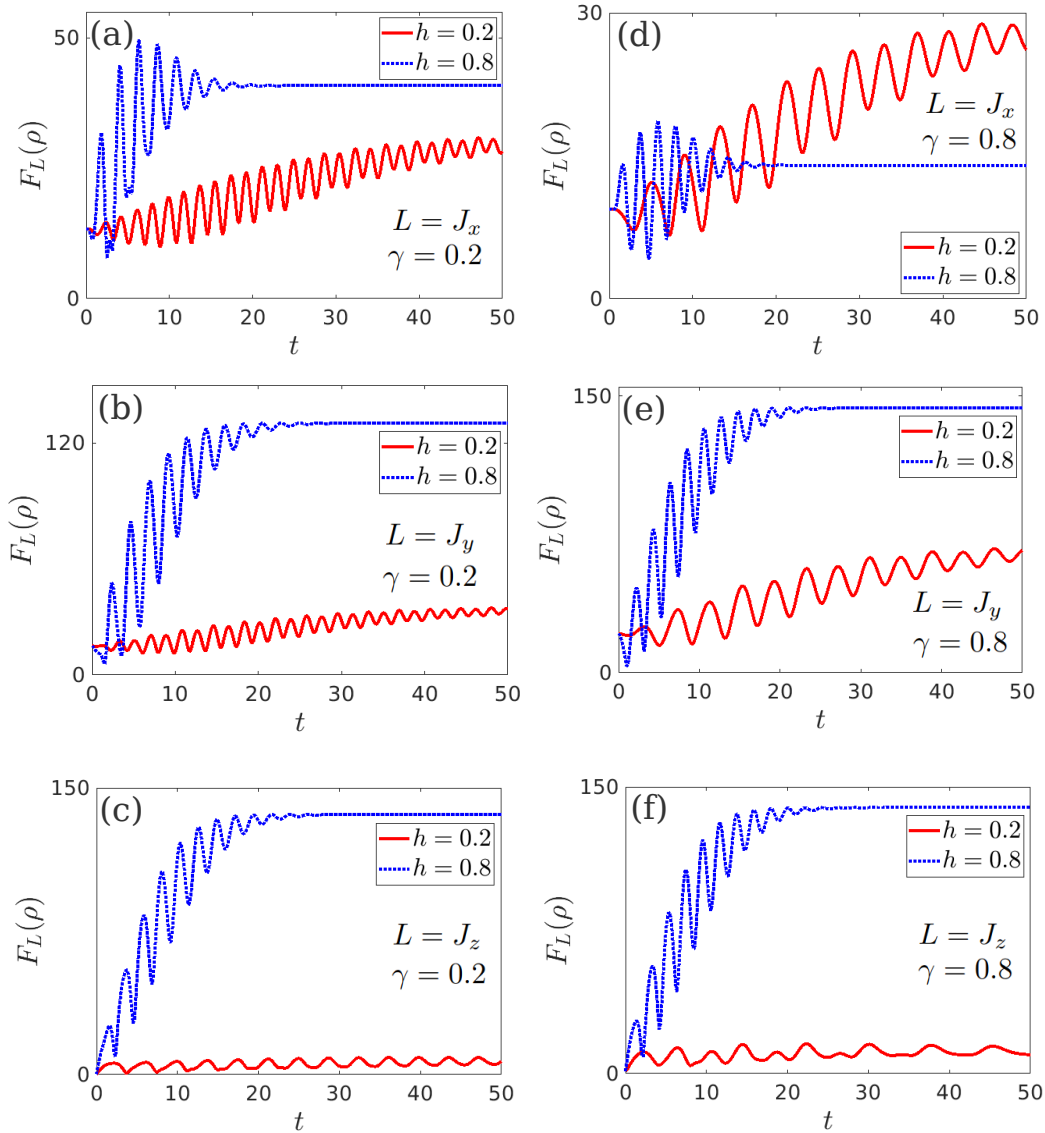 (a)
50
0
F_L(ρ)
h = 0.2
h = 0.8
L = J_x
γ = 0.2
0 10 20 30 40 50
t
(d)
30
0
F_L(ρ)
L = J_x
γ = 0.8
h = 0.2
h = 0.8
0 10 20 30 40 50
t
(b)
120
0
F_L(ρ)
h = 0.2
h = 0.8
L = J_y
γ = 0.2
0 10 20 30 40 50
t
(e)
150
0
F_L(ρ)
h = 0.2
h = 0.8
L = J_y
γ = 0.8
0 10 20 30 40 50
t
(c)
150
0
F_L(ρ)
h = 0.2
h = 0.8
L = J_z
γ = 0.2
0 10 20 30 40 50
t
(f)
150
0
F_L(ρ)
h = 0.2
h = 0.8
L = J_z
γ = 0.8
0 10 20 30 40 50
t